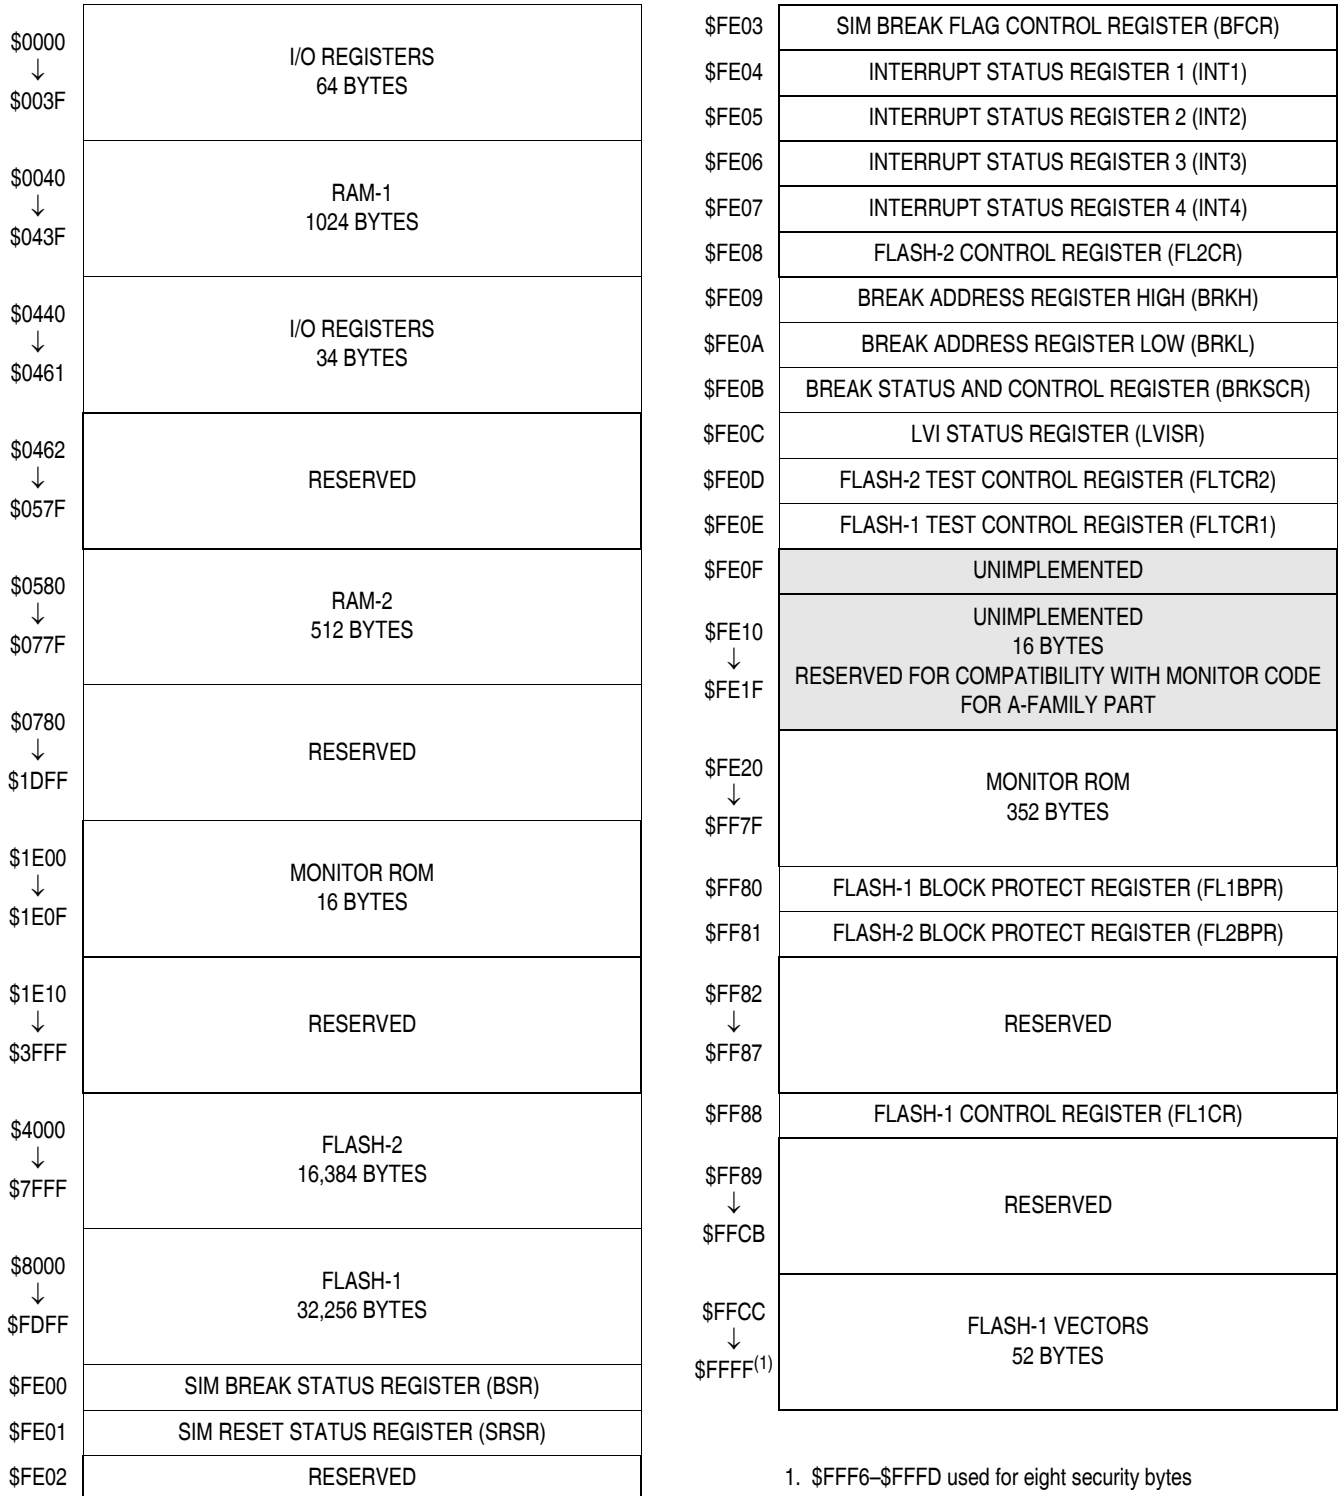 $0000
↓
$003F
I/O REGISTERS
64 BYTES
$0040
↓
$043F
RAM-1
1024 BYTES
$0440
↓
$0461
I/O REGISTERS
34 BYTES
$0462
↓
$057F
RESERVED
$0580
↓
$077F
RAM-2
512 BYTES
$0780
↓
$1DFF
RESERVED
$1E00
↓
$1E0F
MONITOR ROM
16 BYTES
$1E10
↓
$3FFF
RESERVED
$4000
↓
$7FFF
FLASH-2
16,384 BYTES
$8000
↓
$FDFF
FLASH-1
32,256 BYTES
$FE00 SIM BREAK STATUS REGISTER (BSR)
$FE01 SIM RESET STATUS REGISTER (SRSR)
$FE02 RESERVED
$FE03 SIM BREAK FLAG CONTROL REGISTER (BFCR)
$FE04 INTERRUPT STATUS REGISTER 1 (INT1)
$FE05 INTERRUPT STATUS REGISTER 2 (INT2)
$FE06 INTERRUPT STATUS REGISTER 3 (INT3)
$FE07 INTERRUPT STATUS REGISTER 4 (INT4)
$FE08 FLASH-2 CONTROL REGISTER (FL2CR)
$FE09 BREAK ADDRESS REGISTER HIGH (BRKH)
$FE0A BREAK ADDRESS REGISTER LOW (BRKL)
$FE0B BREAK STATUS AND CONTROL REGISTER (BRKSCR)
$FE0C LVI STATUS REGISTER (LVISR)
$FE0D FLASH-2 TEST CONTROL REGISTER (FLTCR2)
$FE0E FLASH-1 TEST CONTROL REGISTER (FLTCR1)
$FE0F UNIMPLEMENTED
$FE10
↓
$FE1F
UNIMPLEMENTED
16 BYTES
RESERVED FOR COMPATIBILITY WITH MONITOR CODE
FOR A-FAMILY PART
$FE20
↓
$FF7F
MONITOR ROM
352 BYTES
$FF80 FLASH-1 BLOCK PROTECT REGISTER (FL1BPR)
$FF81 FLASH-2 BLOCK PROTECT REGISTER (FL2BPR)
$FF82
↓
$FF87
RESERVED
$FF88 FLASH-1 CONTROL REGISTER (FL1CR)
$FF89
↓
$FFCB
RESERVED
$FFCC
↓
$FFFF(1)
FLASH-1 VECTORS
52 BYTES
1. $FFF6–$FFFD used for eight security bytes